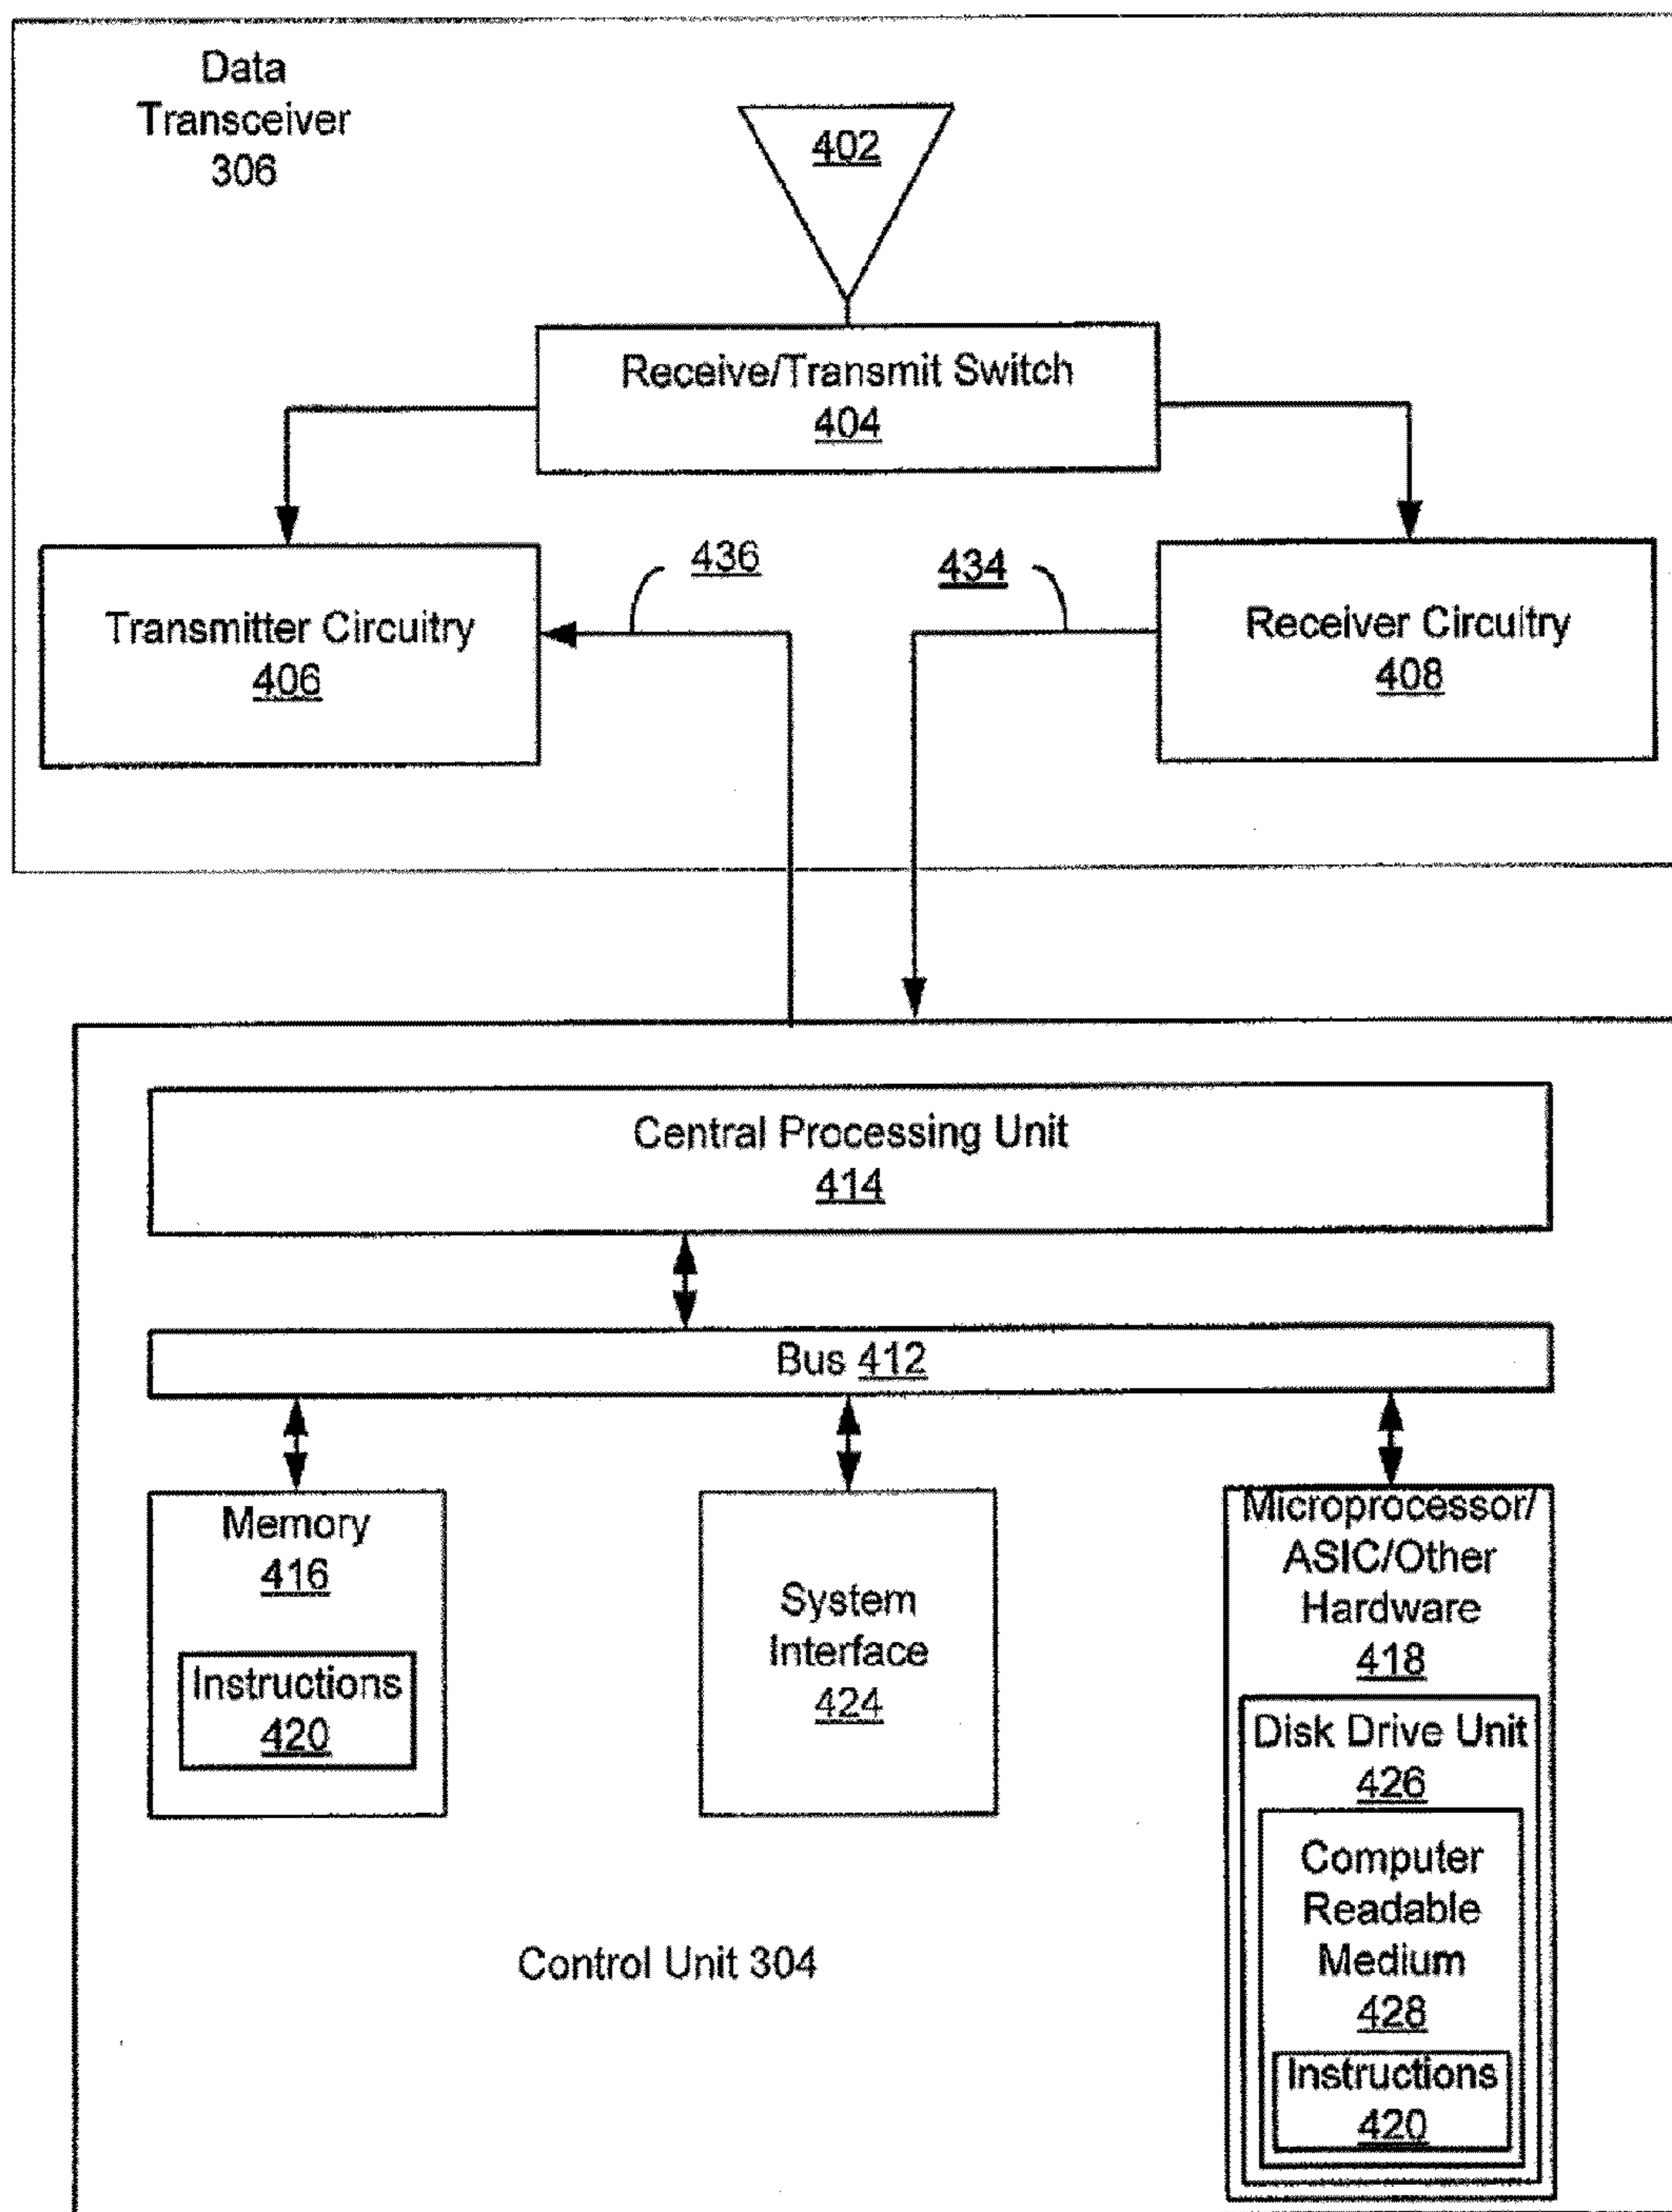 Data
Transceiver
306
402
Receive/Transmit Switch
404
436
434
Transmitter Circuitry
406
Receiver Circuitry
408
Central Processing Unit
414
Bus 412
Memory
416
Instructions
420
System
Interface
424
Microprocessor/
ASIC/Other
Hardware
418
Disk Drive Unit
426
Computer
Readable
Medium
428
Instructions
420
Control Unit 304